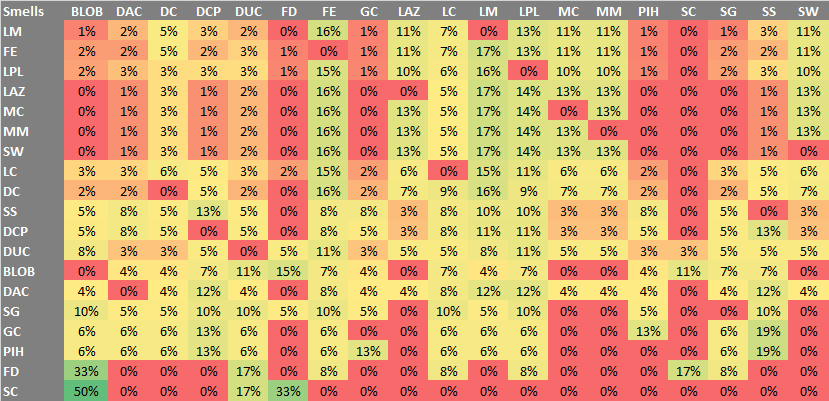 Smells BLOB DAC DC DCP DUC FD FE GC LAZ LC LM LPL MC MM PIH SC SG SS SW
LM 1% 2% 5% 3% 2% 0% 16% 1% 11% 7% 0% 13% 11% 11% 1% 0% 1% 3% 11%
FE 2% 2% 5% 2% 3% 1% 0% 1% 11% 7% 17% 13% 11% 11% 1% 0% 2% 2% 11%
LPL 2% 3% 3% 3% 3% 1% 15% 1% 10% 6% 16% 0% 10% 10% 1% 0% 2% 3% 10%
LAZ 0% 1% 3% 1% 2% 0% 16% 0% 0% 5% 17% 14% 13% 13% 0% 0% 0% 1% 13%
MC 0% 1% 3% 1% 2% 0% 16% 0% 13% 5% 17% 14% 0% 13% 0% 0% 0% 1% 13%
MM 0% 1% 3% 1% 2% 0% 16% 0% 13% 5% 17% 14% 13% 0% 0% 0% 0% 1% 13%
SW 0% 1% 3% 1% 2% 0% 16% 0% 13% 5% 17% 14% 13% 13% 0% 0% 0% 1% 0%
LC 3% 3% 6% 5% 3% 2% 15% 2% 6% 0% 15% 11% 6% 6% 2% 0% 3% 5% 6%
DC 2% 2% 0% 5% 2% 0% 16% 2% 7% 9% 16% 9% 7% 7% 2% 0% 2% 5% 7%
SS 5% 8% 5% 13% 5% 0% 8% 8% 3% 8% 10% 10% 3% 3% 8% 0% 5% 0% 3%
DCP 5% 8% 5% 0% 5% 0% 8% 5% 3% 8% 11% 11% 3% 3% 5% 0% 5% 13% 3%
DUC 8% 3% 3% 5% 0% 5% 11% 3% 5% 5% 8% 11% 5% 5% 3% 3% 5% 5% 5%
BLOB 0% 4% 4% 7% 11% 15% 7% 4% 0% 7% 4% 7% 0% 0% 4% 11% 7% 7% 0%
DAC 4% 0% 4% 12% 4% 0% 8% 4% 4% 8% 12% 12% 4% 4% 4% 0% 4% 12% 4%
SG 10% 5% 5% 10% 10% 5% 10% 5% 0% 10% 5% 10% 0% 0% 5% 0% 0% 10% 0%
GC 6% 6% 6% 13% 6% 0% 6% 0% 0% 6% 6% 6% 0% 0% 13% 0% 6% 19% 0%
PIH 6% 6% 6% 13% 6% 0% 6% 13% 0% 6% 6% 6% 0% 0% 0% 0% 6% 19% 0%
FD 33% 0% 0% 0% 17% 0% 8% 0% 0% 8% 0% 8% 0% 0% 0% 17% 8% 0% 0%
SC 50% 0% 0% 0% 17% 33% 0% 0% 0% 0% 0% 0% 0% 0% 0% 0% 0% 0% 0%